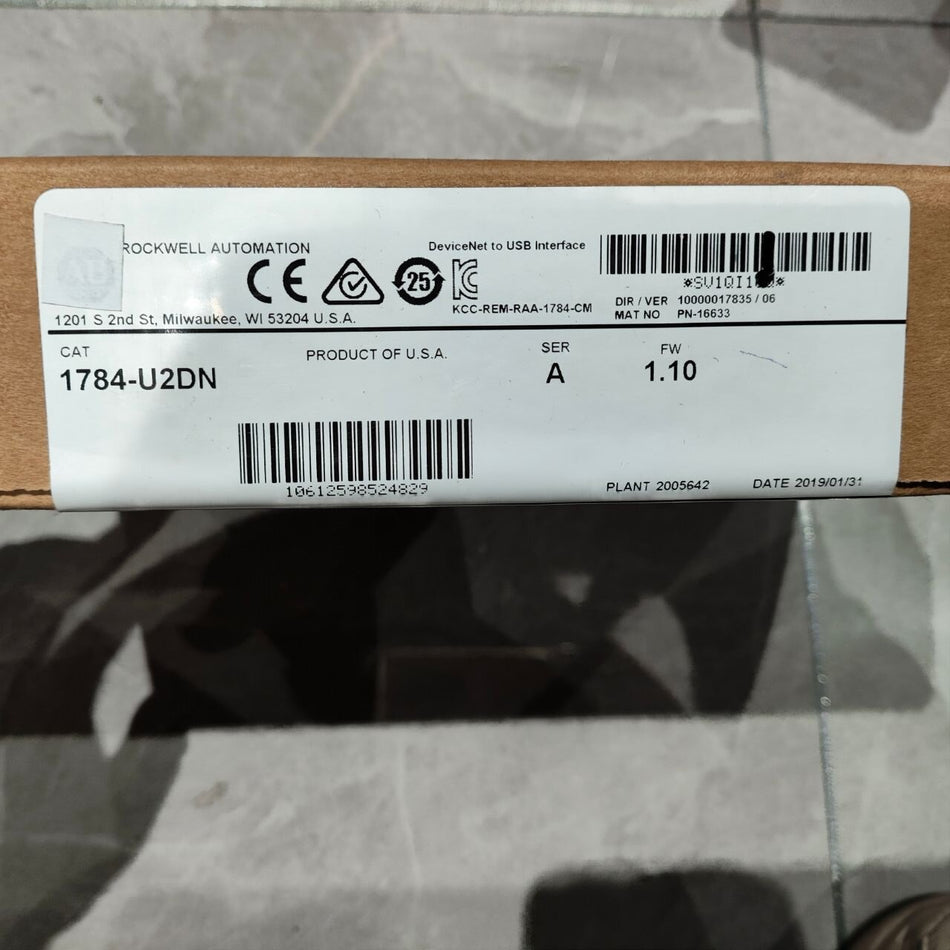 ROCKWELL AUTOMATION
DeviceNet to USB Interface
CE
25
KCC-REM-RAA-1784-CM
1201 S 2nd St, Milwaukee, WI 53204 U.S.A.
DIR / VER 10000017835 / 06
MAT NO PN-16633
CAT
1784-U2DN
PRODUCT OF U.S.A.
SER
A
FW
1.10
10612598524829
PLANT 2005642
DATE 2019/01/31